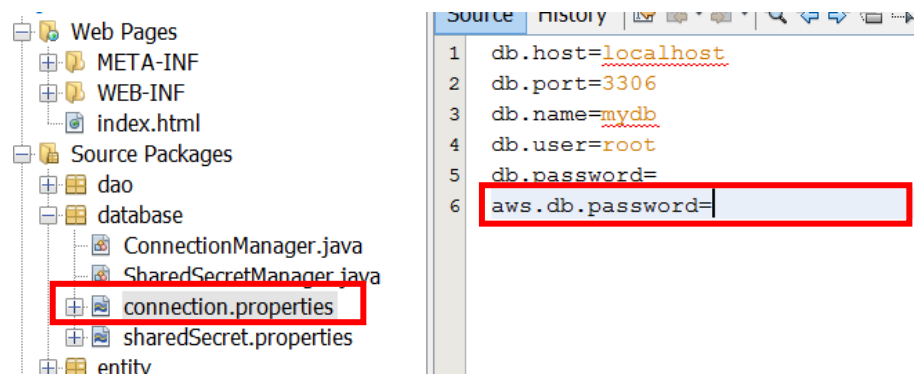 Web Pages
META-INF
WEB-INF
index.html
Source Packages
dao
database
ConnectionManager.java
SharedSecretManager.java
connection.properties
sharedSecret.properties
entity
Source History
1 db.host=localhost
2 db.port=3306
3 db.name=mydb
4 db.user=root
5 db.password=
6 aws.db.password=